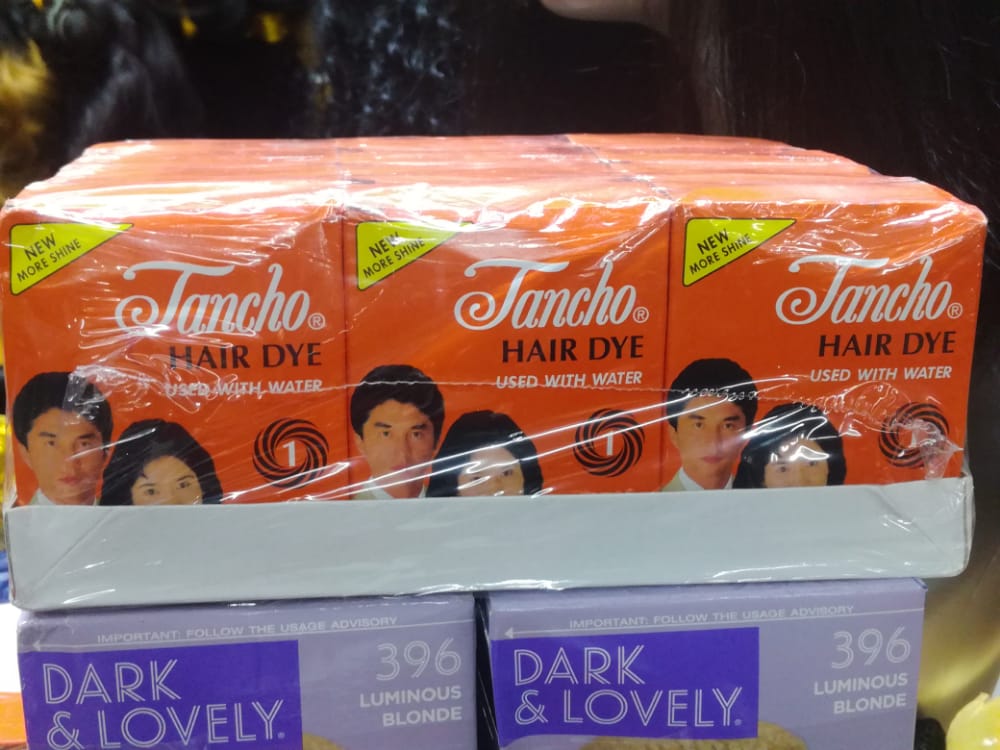 NEW
MORE SHINE
Tancho®
HAIR DYE
USED WITH WATER
1
NEW
MORE SHINE
Tancho®
HAIR DYE
USED WITH WATER
1
NEW
MORE SHINE
Tancho®
HAIR DYE
USED WITH WATER
1
IMPORTANT: FOLLOW THE USAGE ADVISORY
DARK
& LOVELY®
396
LUMINOUS
BLONDE
IMPORTANT: FOLLOW THE USAGE ADVISORY
DARK
& LOVELY®
396
LUMINOUS
BLONDE